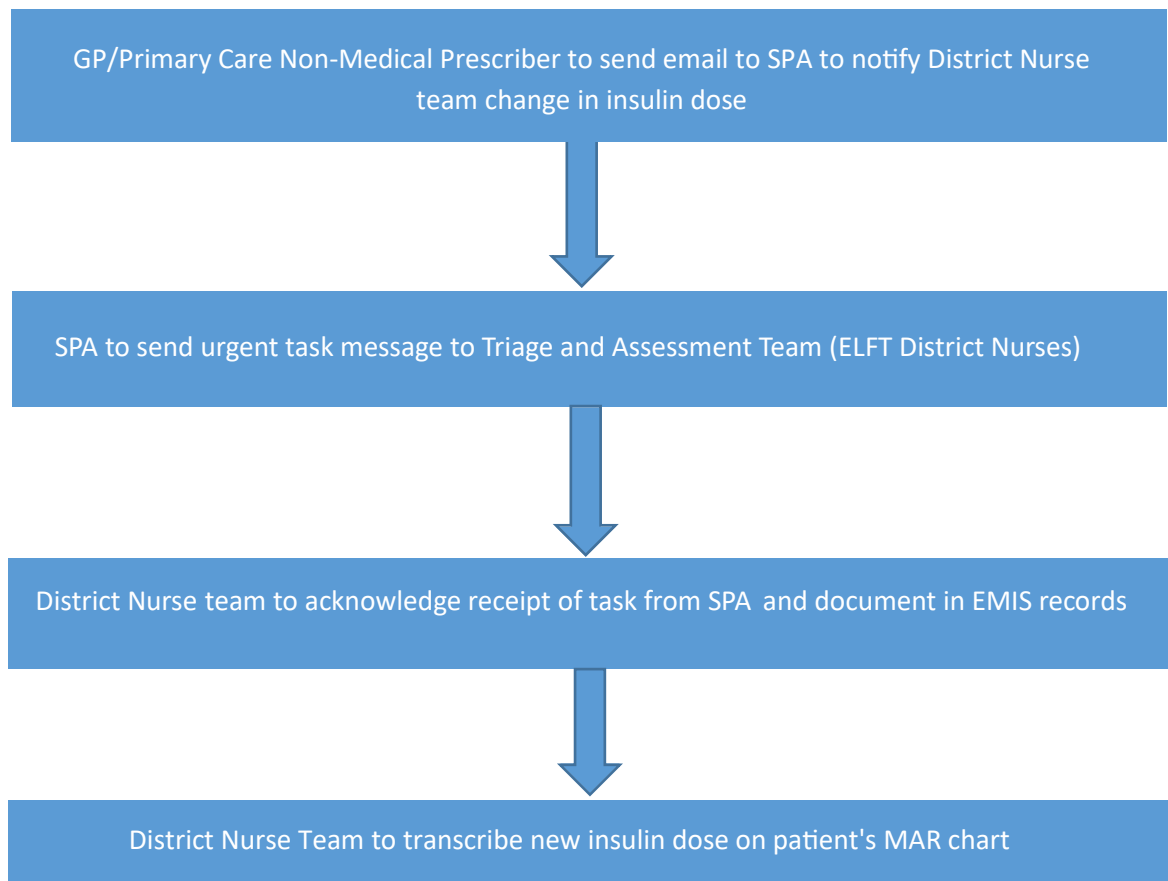 GP/Primary Care Non-Medical Prescriber to send email to SPA to notify District Nurse
team change in insulin dose
SPA to send urgent task message to Triage and Assessment Team (ELFT District Nurses)
District Nurse team to acknowledge receipt of task from SPA and document in EMIS records
District Nurse Team to transcribe new insulin dose on patient's MAR chart